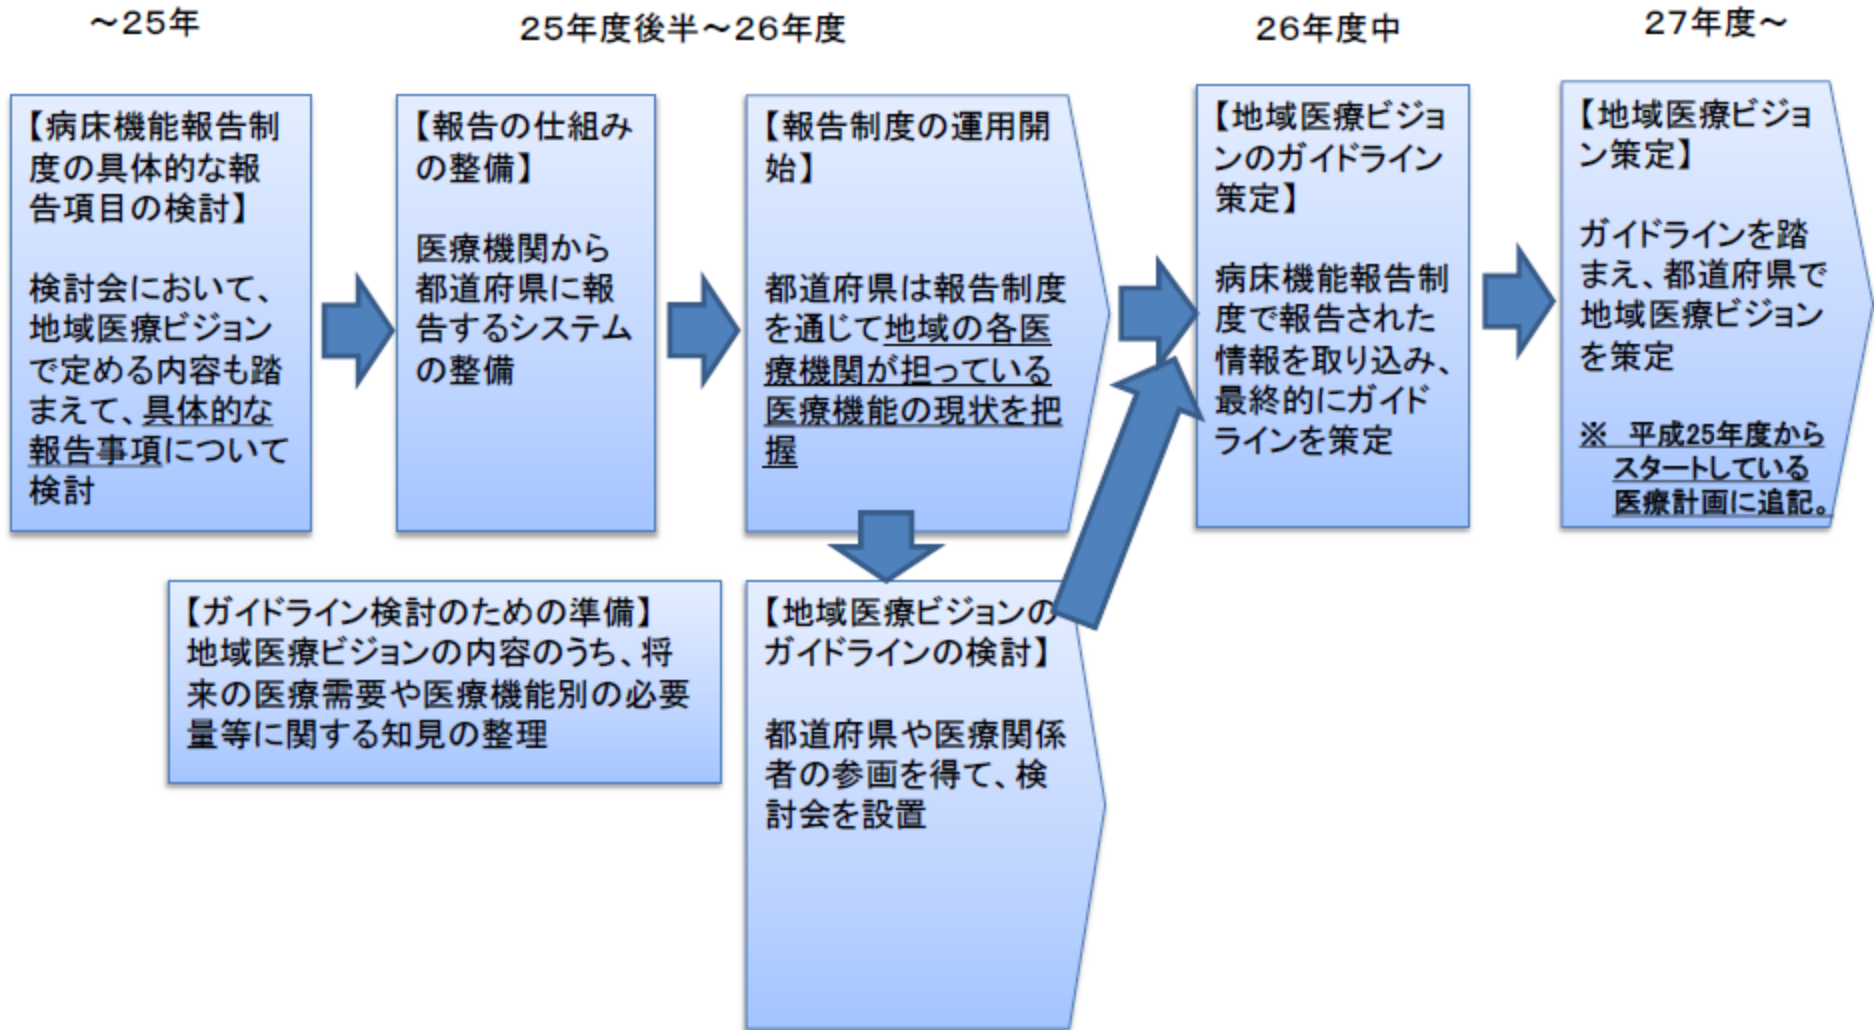 ～25年
25年度後半～26年度
26年度中
27年度～
【病床機能報告制
度の具体的な報
告項目の検討】
検討会において、
地域医療ビジョン
で定める内容も踏
まえて、具体的な
報告事項について
検討
【報告の仕組み
の整備】
医療機関から
都道府県に報
告するシステム
の整備
【報告制度の運用開
始】
都道府県は報告制度
を通じて地域の各医
療機関が担っている
医療機能の現状を把
握
【地域医療ビジョ
ンのガイドライン
策定】
病床機能報告制
度で報告された
情報を取り込み、
最終的にガイド
ラインを策定
【地域医療ビジョ
ン策定】
ガイドラインを踏
まえ、都道府県で
地域医療ビジョン
を策定
※ 平成25年度から
スタートしている
医療計画に追記。
【ガイドライン検討のための準備】
地域医療ビジョンの内容のうち、将
来の医療需要や医療機能別の必要
量等に関する知見の整理
【地域医療ビジョンの
ガイドラインの検討】
都道府県や医療関係
者の参画を得て、検
討会を設置